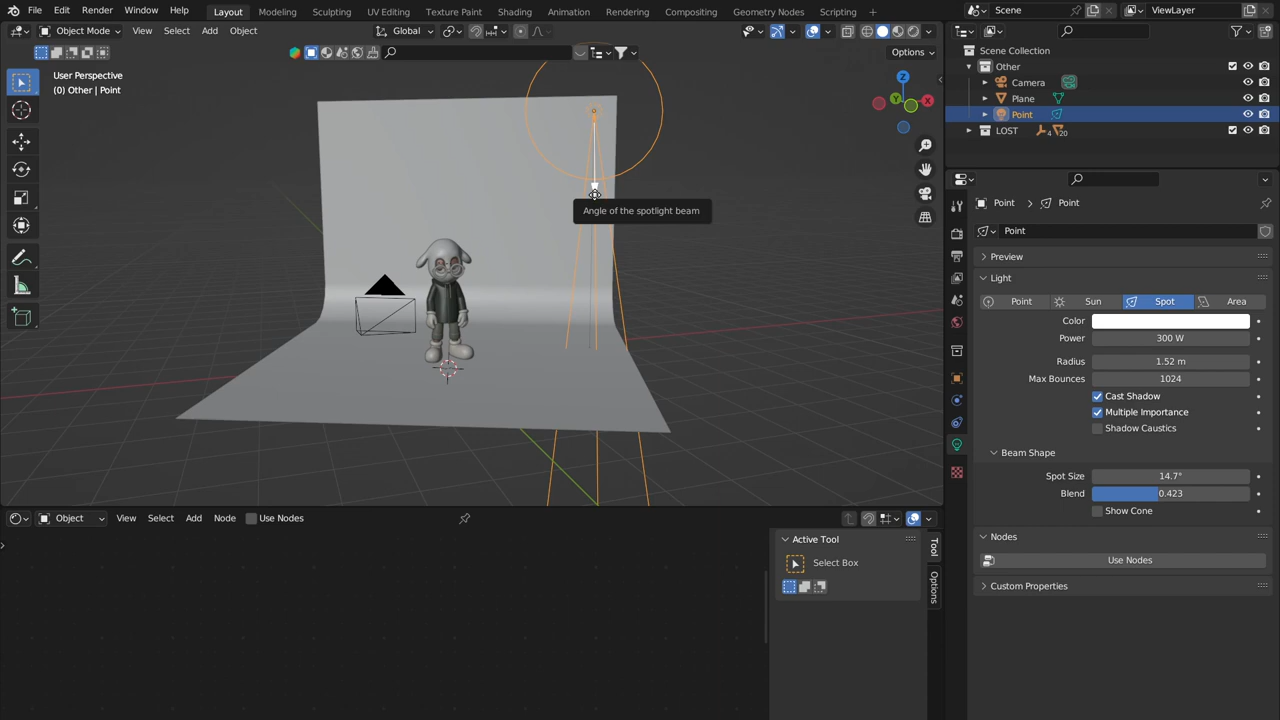 File Edit Render Window Help Layout Modeling Sculpting UV Editing Texture Paint Shading Animation Rendering Compositing Geometry Nodes Scripting Scene ViewLayer
Object Mode View Select Add Object Global
Options
User Perspective
(0) Other | Point
Z
X
Y
Angle of the spotlight beam
Scene Collection
Other
Camera
Plane
Point
LOST 4 20
Point Point
Point
Preview
Light
Point Sun Spot Area
Color
Power 300 W
Radius 1.52 m
Max Bounces 1024
Cast Shadow
Multiple Importance
Shadow Caustics
Beam Shape
Spot Size 14.7°
Blend 0.423
Show Cone
Nodes
Use Nodes
Custom Properties
Object View Select Add Node Use Nodes
Active Tool
Select Box
Tool
Options